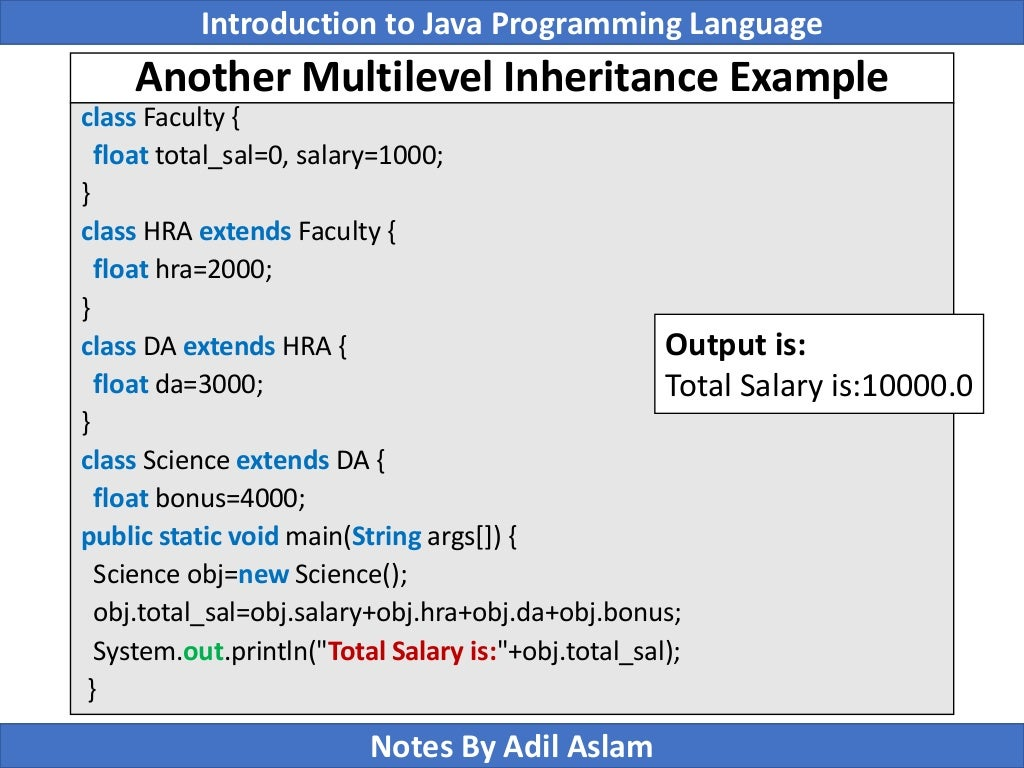 Introduction to Java Programming Language
Another Multilevel Inheritance Example
class Faculty {
float total_sal=0, salary=1000;
}
class HRA extends Faculty {
float hra=2000;
}
class DA extends HRA {
float da=3000;
}
class Science extends DA {
float bonus=4000;
public static void main(String args[]) {
Science obj=new Science();
obj.total_sal=obj.salary+obj.hra+obj.da+obj.bonus;
System.out.println("Total Salary is:"+obj.total_sal);
}
Output is:
Total Salary is:10000.0
Notes By Adil Aslam